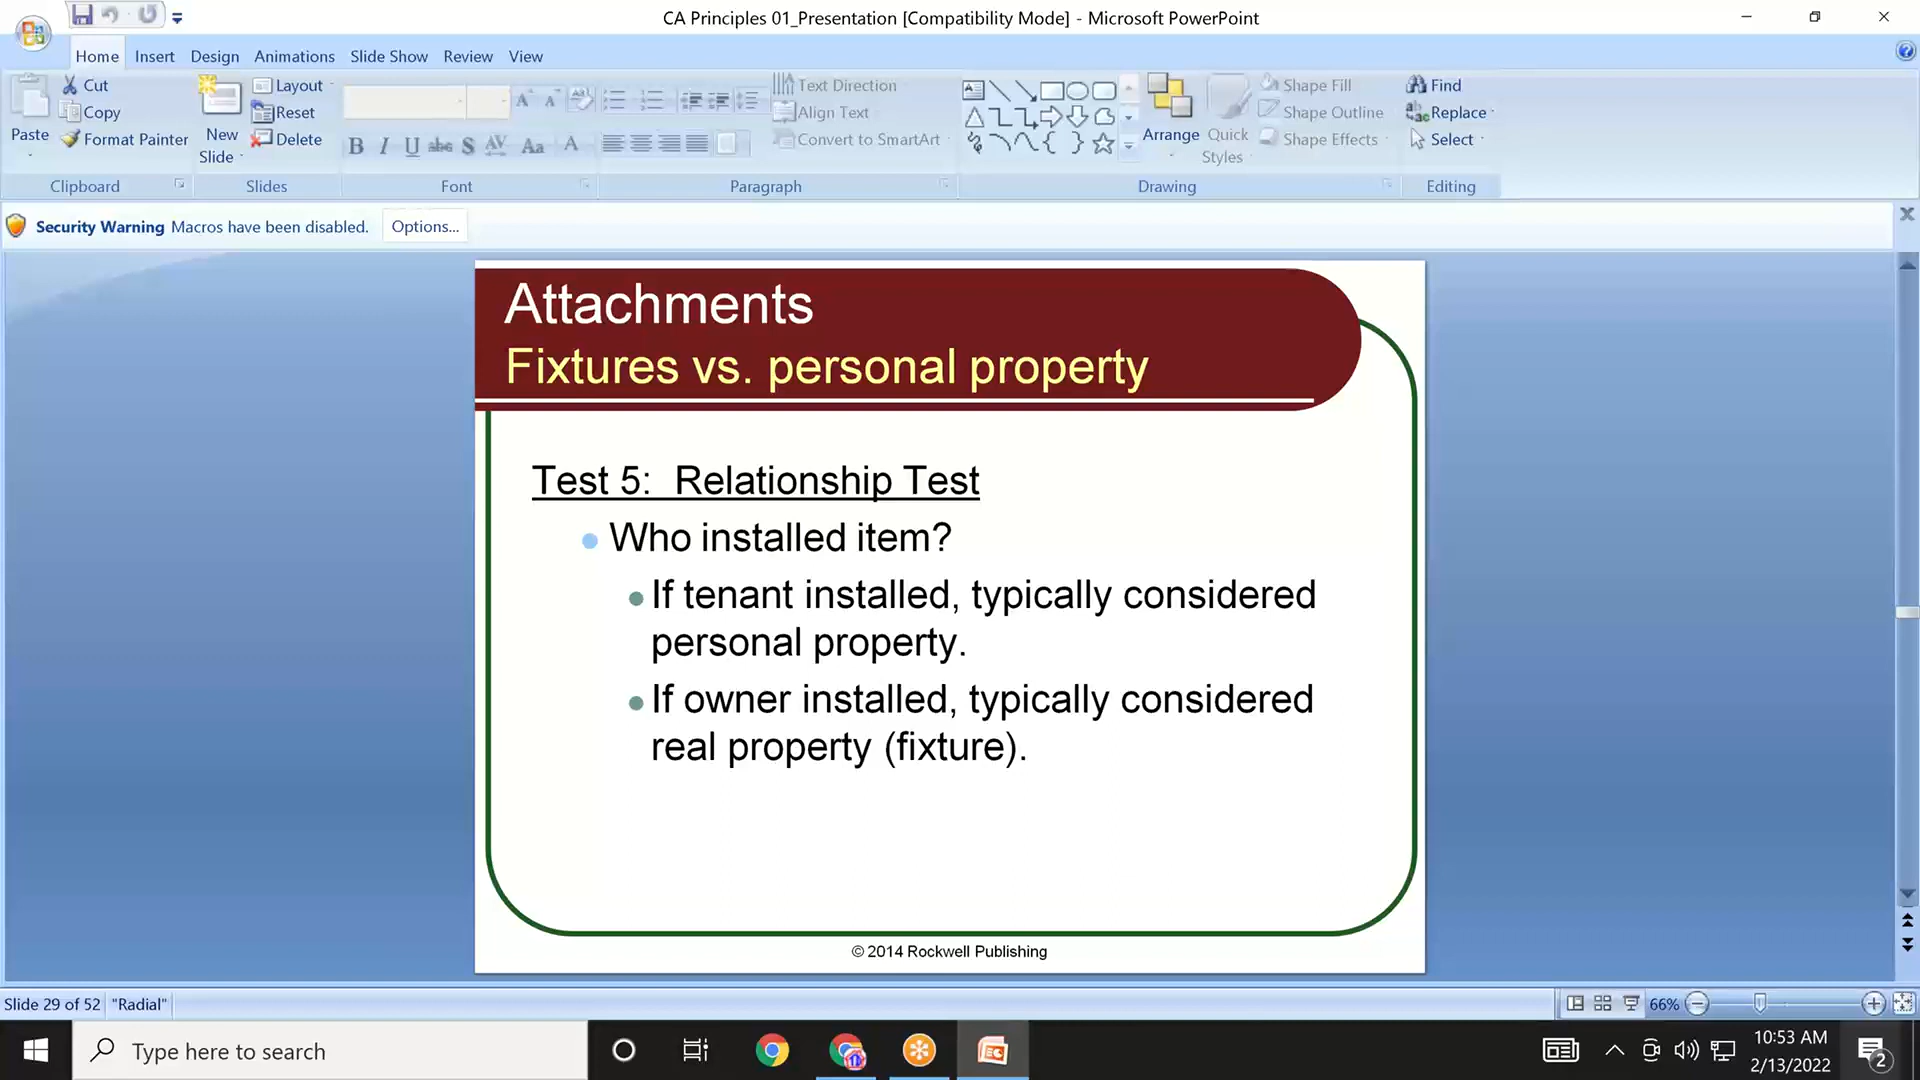 CA Principles 01_Presentation [Compatibility Mode] - Microsoft PowerPoint
Home Insert Design Animations Slide Show Review View
Paste
Cut
Copy
Format Painter
Clipboard
New
Slide
Layout
Reset
Delete
Slides
B I U abc S AV Aa A
Font
Text Direction
Align Text
Convert to SmartArt
Paragraph
Arrange
Quick
Styles
Shape Fill
Shape Outline
Shape Effects
Drawing
Find
Replace
Select
Editing
Security Warning Macros have been disabled. Options...
Attachments
Fixtures vs. personal property
Test 5: Relationship Test
Who installed item?
If tenant installed, typically considered
personal property.
If owner installed, typically considered
real property (fixture).
© 2014 Rockwell Publishing
Slide 29 of 52 "Radial" 66%
Type here to search
10:53 AM
2/13/2022
2